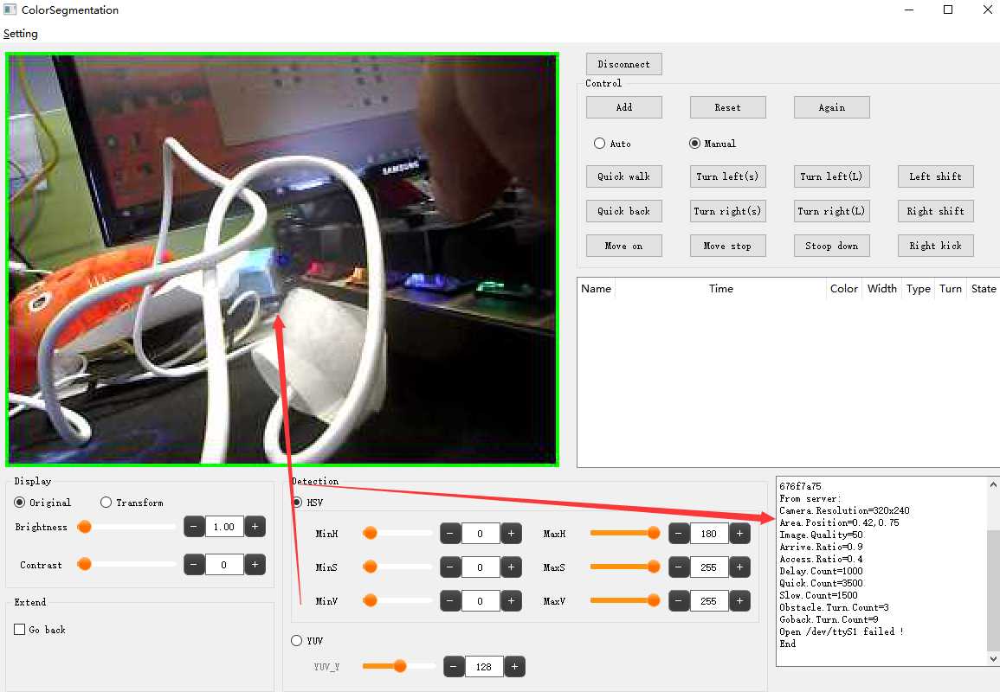 ColorSegmentation
Setting
SAMSUNG
Disconnect
Control
Add Reset Again
Auto Manual
Quick walk Turn left(s) Turn left(L) Left shift
Quick back Turn right(s) Turn right(L) Right shift
Move on Move stop Stoop down Right kick
Name Time Color Width Type Turn State
Display
Original Transform
Brightness 1.00
Contrast 0
Extend
Go back
Detection
HSV
MinH 0 MaxH 180
MinS 0 MaxS 255
MinV 0 MaxV 255
YUV
YUV_Y 128
676f7a75
From server:
Camera.Resolution=320x240
Area.Position=0.42,0.75
Image.Quality=50
Arrive.Ratio=0.9
Access.Ratio=0.4
Delay.Count=1000
Quick.Count=3500
Slow.Count=1500
Obstacle.Turn.Count=3
Goback.Turn.Count=9
Open /dev/ttyS1 failed !
End